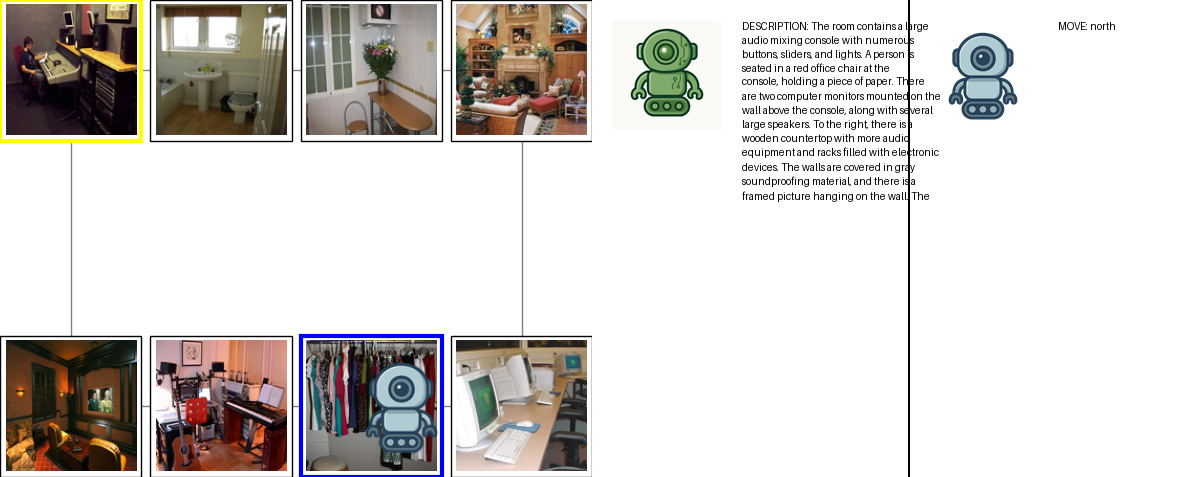 DESCRIPTION: The room contains a large
audio mixing console with numerous
buttons, sliders, and lights. A person is
seated in a red office chair at the
console, holding a piece of paper. There
are two computer monitors mounted on the
wall above the console, along with several
large speakers. To the right, there is a
wooden countertop with more audio
equipment and racks filled with electronic
devices. The walls are covered in gray
soundproofing material, and there is a
framed picture hanging on the wall. The
MOVE: north